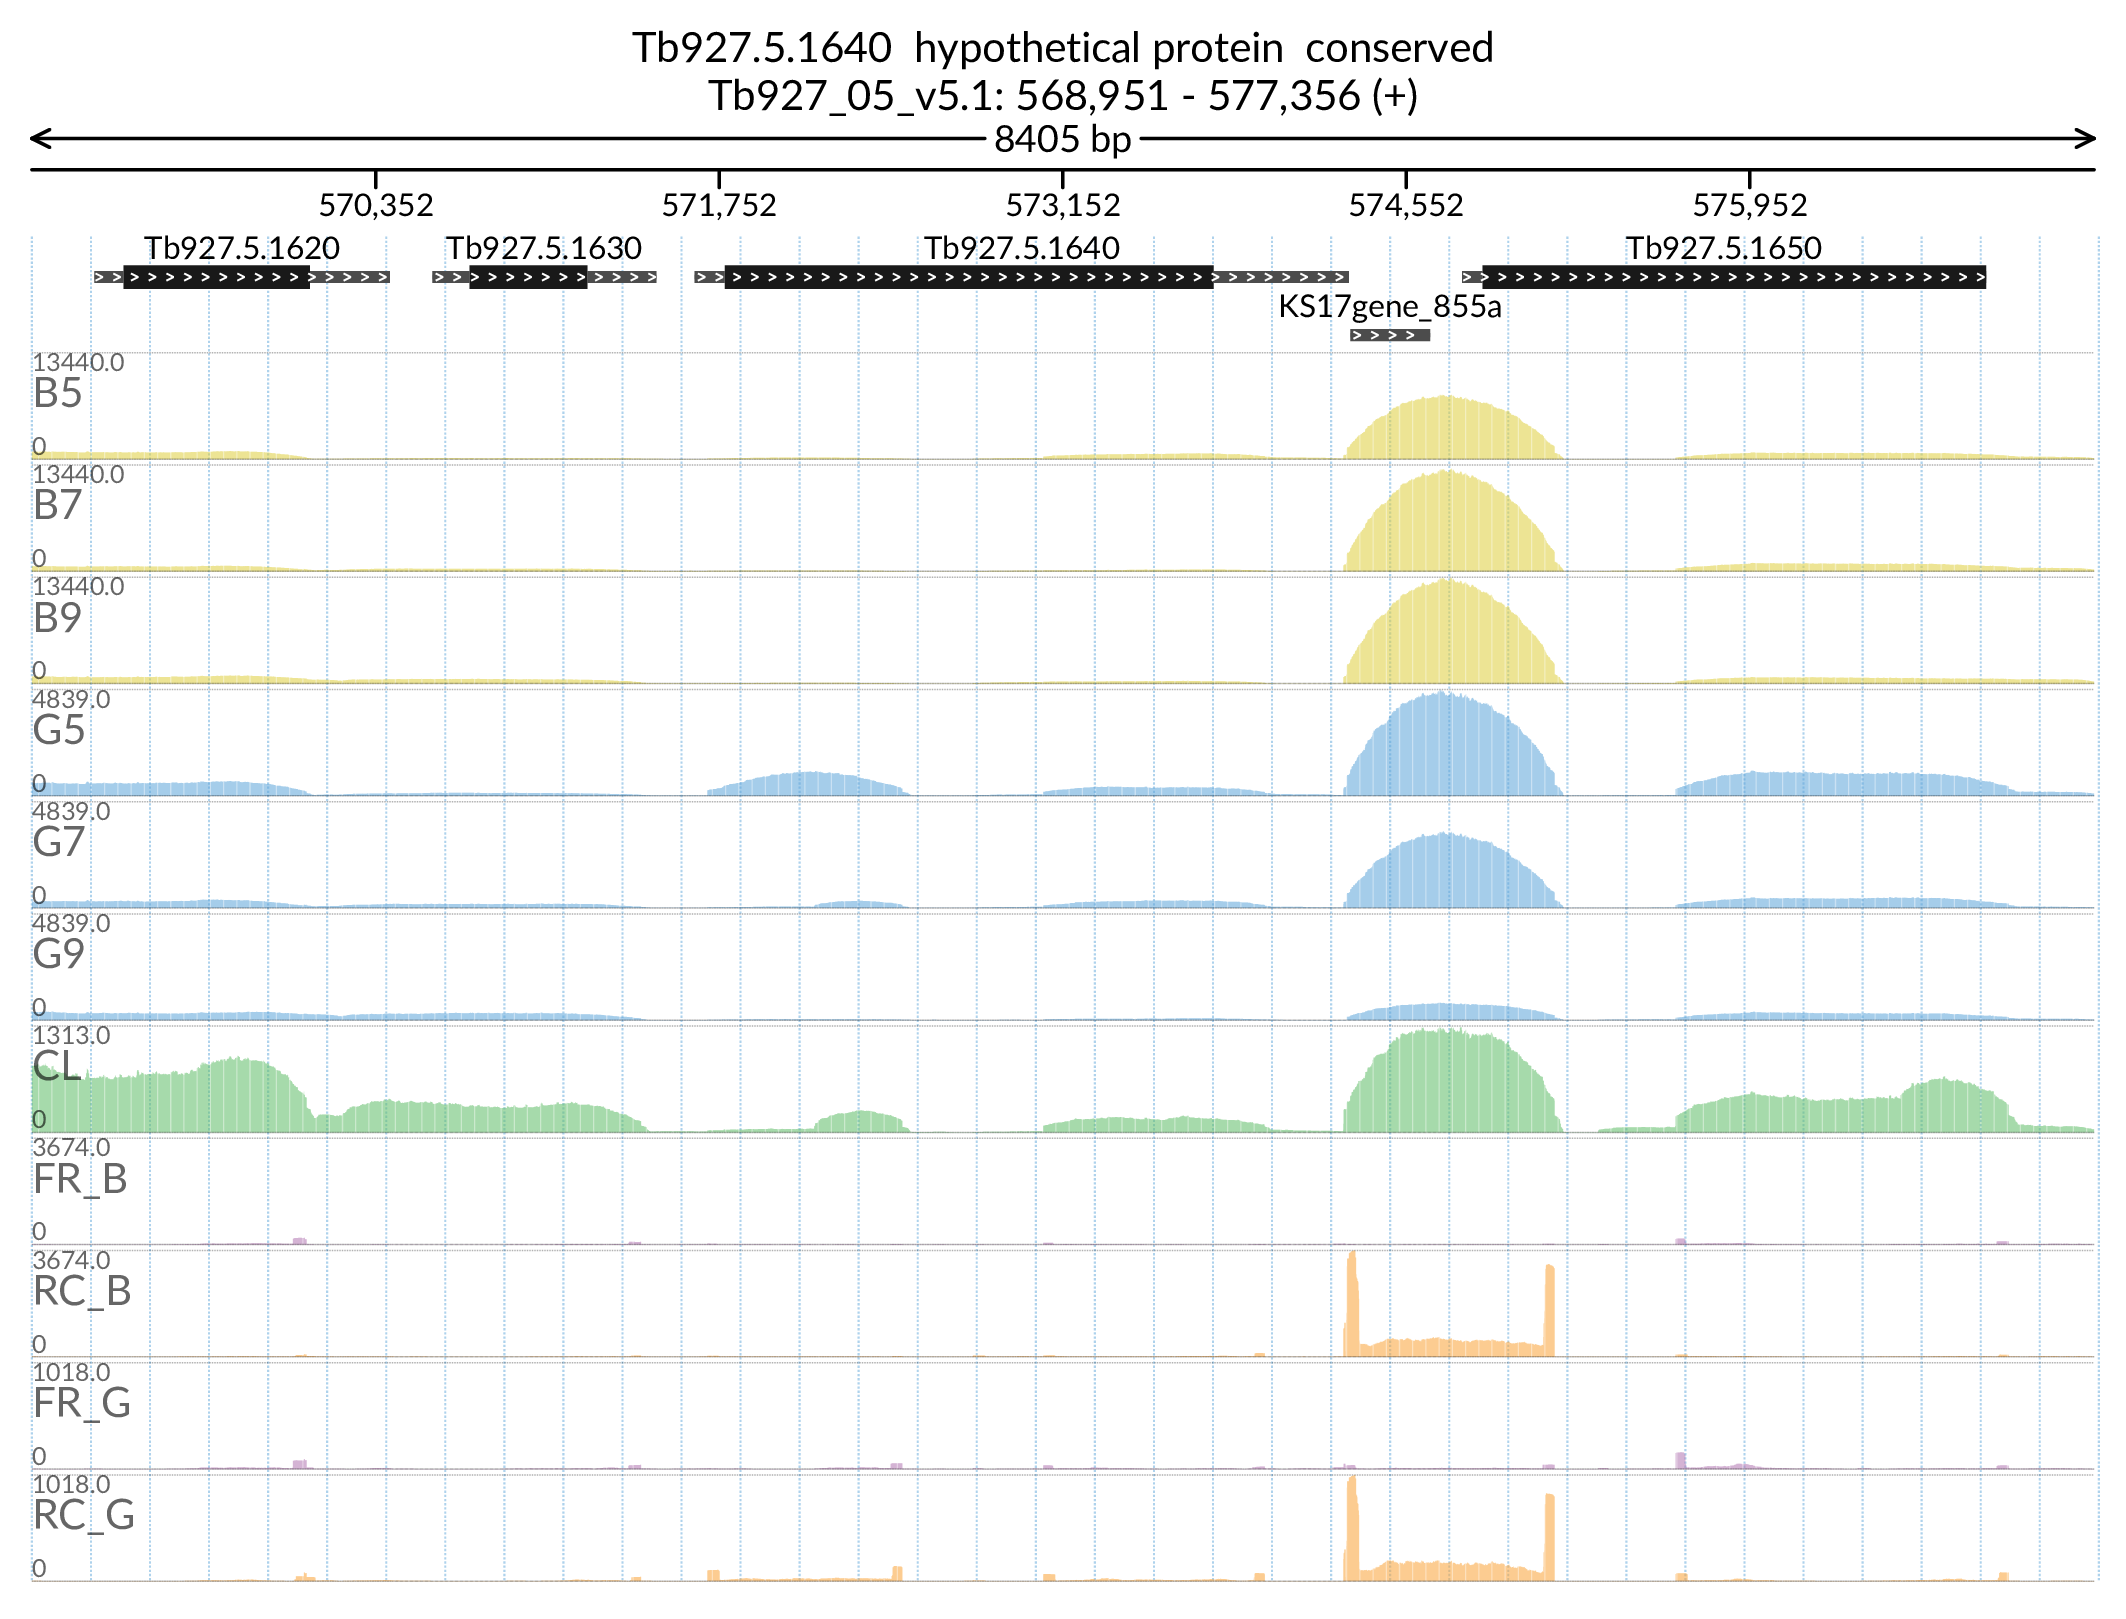 Tb927.5.1640 hypothetical protein conserved
Tb927_05_v5.1: 568,951 - 577,356 (+)
8405 bp
570,352 571,752 573,152 574,552 575,952
Tb927.5.1620 Tb927.5.1630 Tb927.5.1640 Tb927.5.1650
KS17gene_855a
13440.0
B5
0
13440.0
B7
0
13440.0
B9
0
4839.0
G5
0
4839.0
G7
0
4839.0
G9
0
1313.0
CL
0
3674.0
FR_B
0
3674.0
RC_B
0
1018.0
FR_G
0
1018.0
RC_G
0